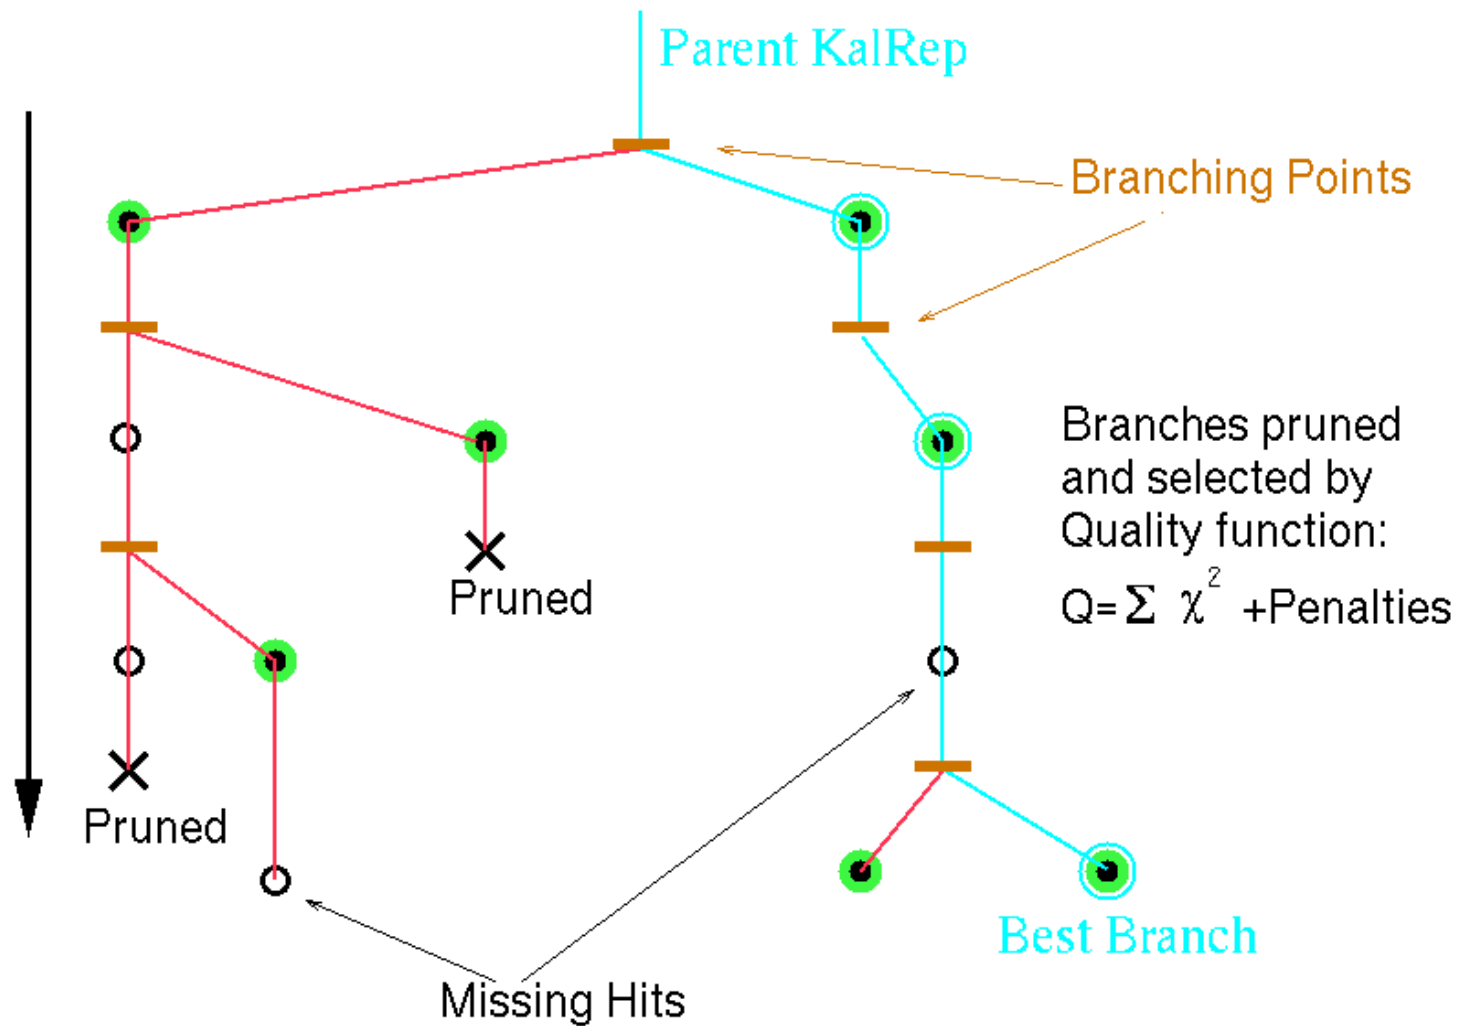 Parent KalRep
Branching Points
Branches pruned
and selected by
Quality function:
Q=Σ χ² +Penalties
Pruned
Pruned
Best Branch
Missing Hits